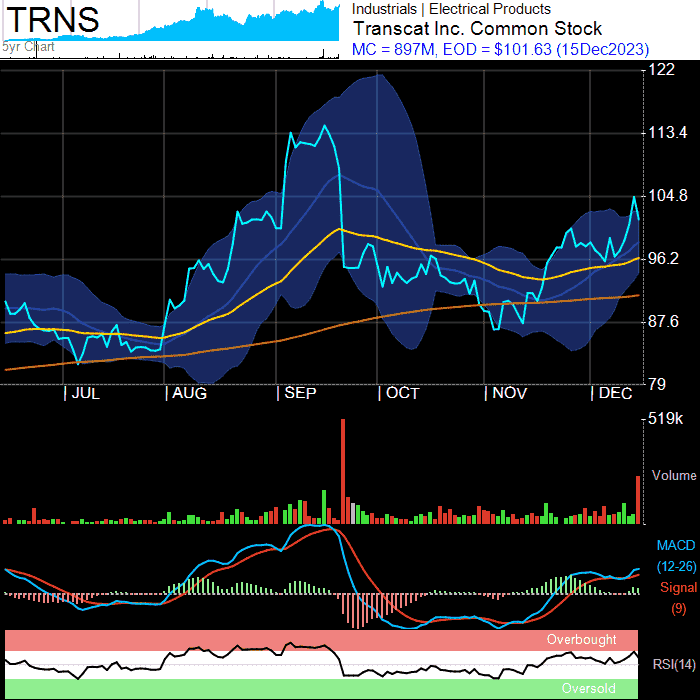 TRNS
5yr Chart
Industrials | Electrical Products
Transcat Inc. Common Stock
MC = 897M, EOD = $101.63 (15Dec2023)
122
113.4
104.8
96.2
87.6
79
| JUL | AUG | SEP | OCT | NOV | DEC
519k
Volume
MACD
(12-26)
Signal
(9)
Overbought
RSI(14)
Oversold